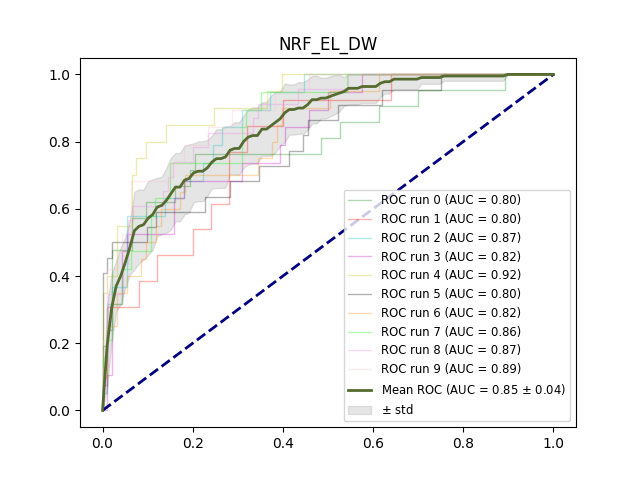 NRF_EL_DW
1.0
0.8
0.6
0.4
0.2
0.0
ROC run 0 (AUC = 0.80)
ROC run 1 (AUC = 0.80)
ROC run 2 (AUC = 0.87)
ROC run 3 (AUC = 0.82)
ROC run 4 (AUC = 0.92)
ROC run 5 (AUC = 0.80)
ROC run 6 (AUC = 0.82)
ROC run 7 (AUC = 0.86)
ROC run 8 (AUC = 0.87)
ROC run 9 (AUC = 0.89)
Mean ROC (AUC = 0.85 ± 0.04)
± std
0.0 0.2 0.4 0.6 0.8 1.0